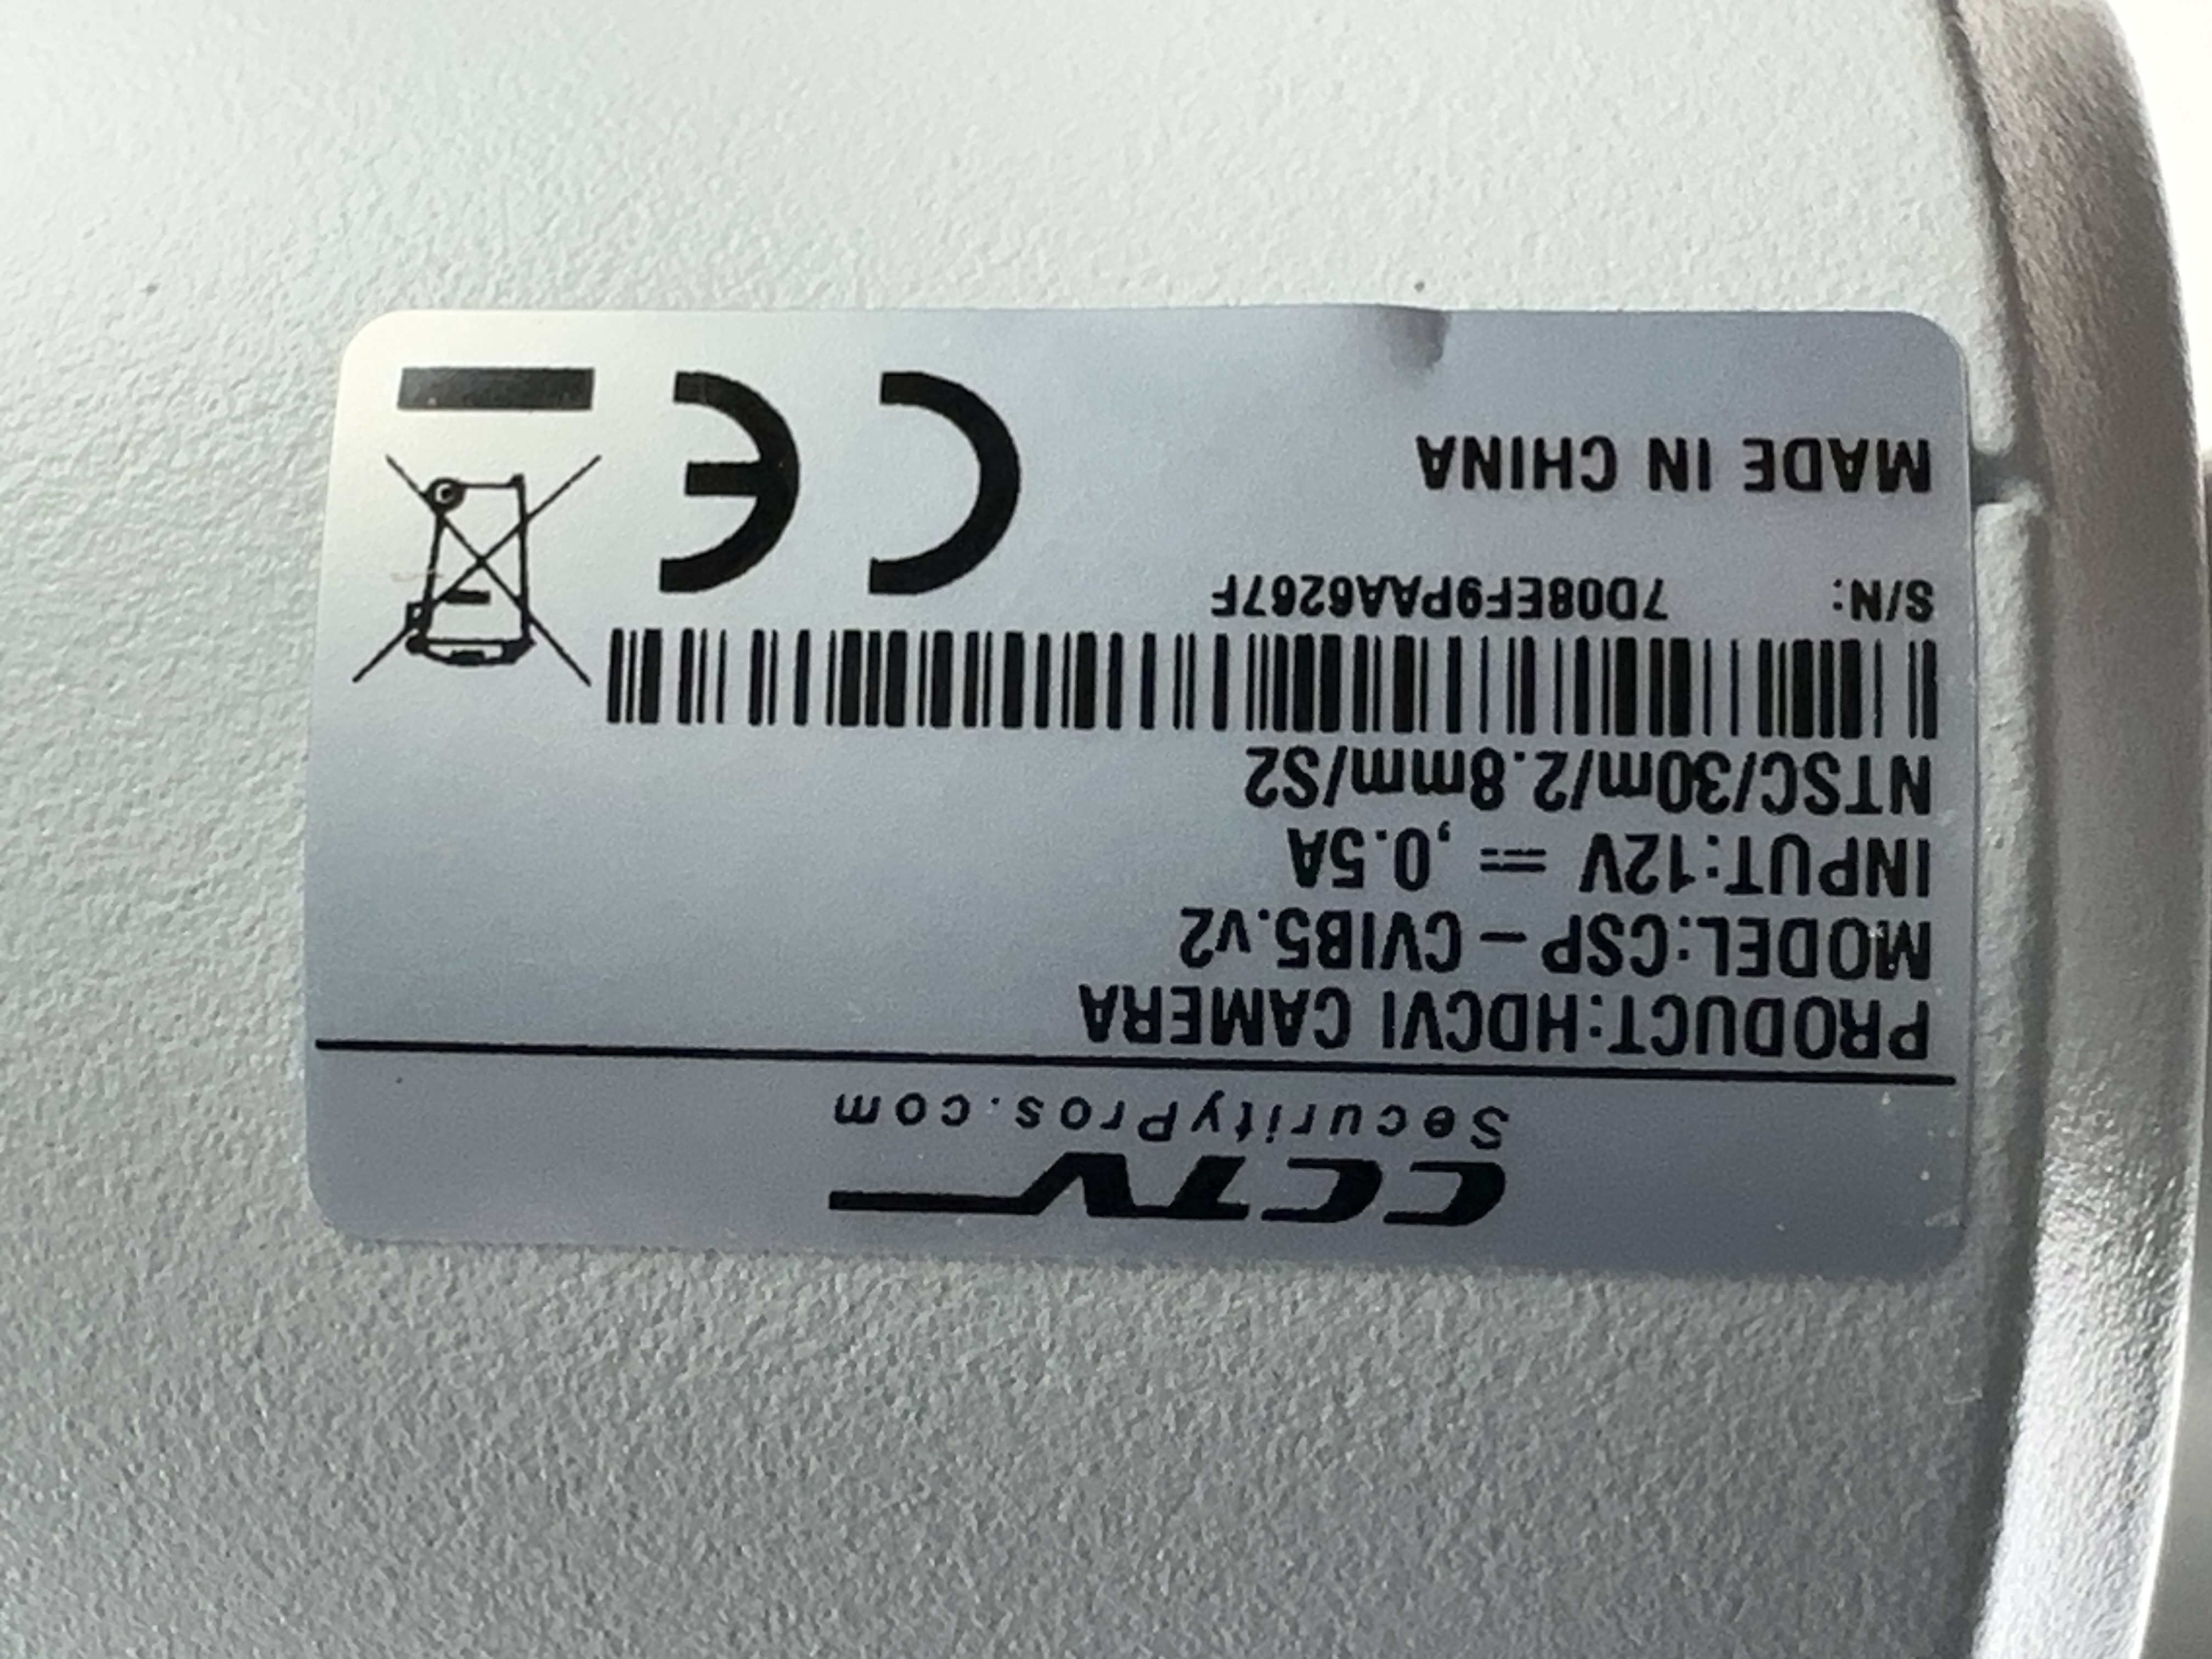 CCTV
SecurityPros.com
PRODUCT:HDCVI CAMERA
MODEL:CSP-CVIB5.v2
INPUT:12V ⎓ ,0.5A
NTSC/30m/2.8mm/S2
S/N: 7D08EF9PAA6267F
MADE IN CHINA
CE